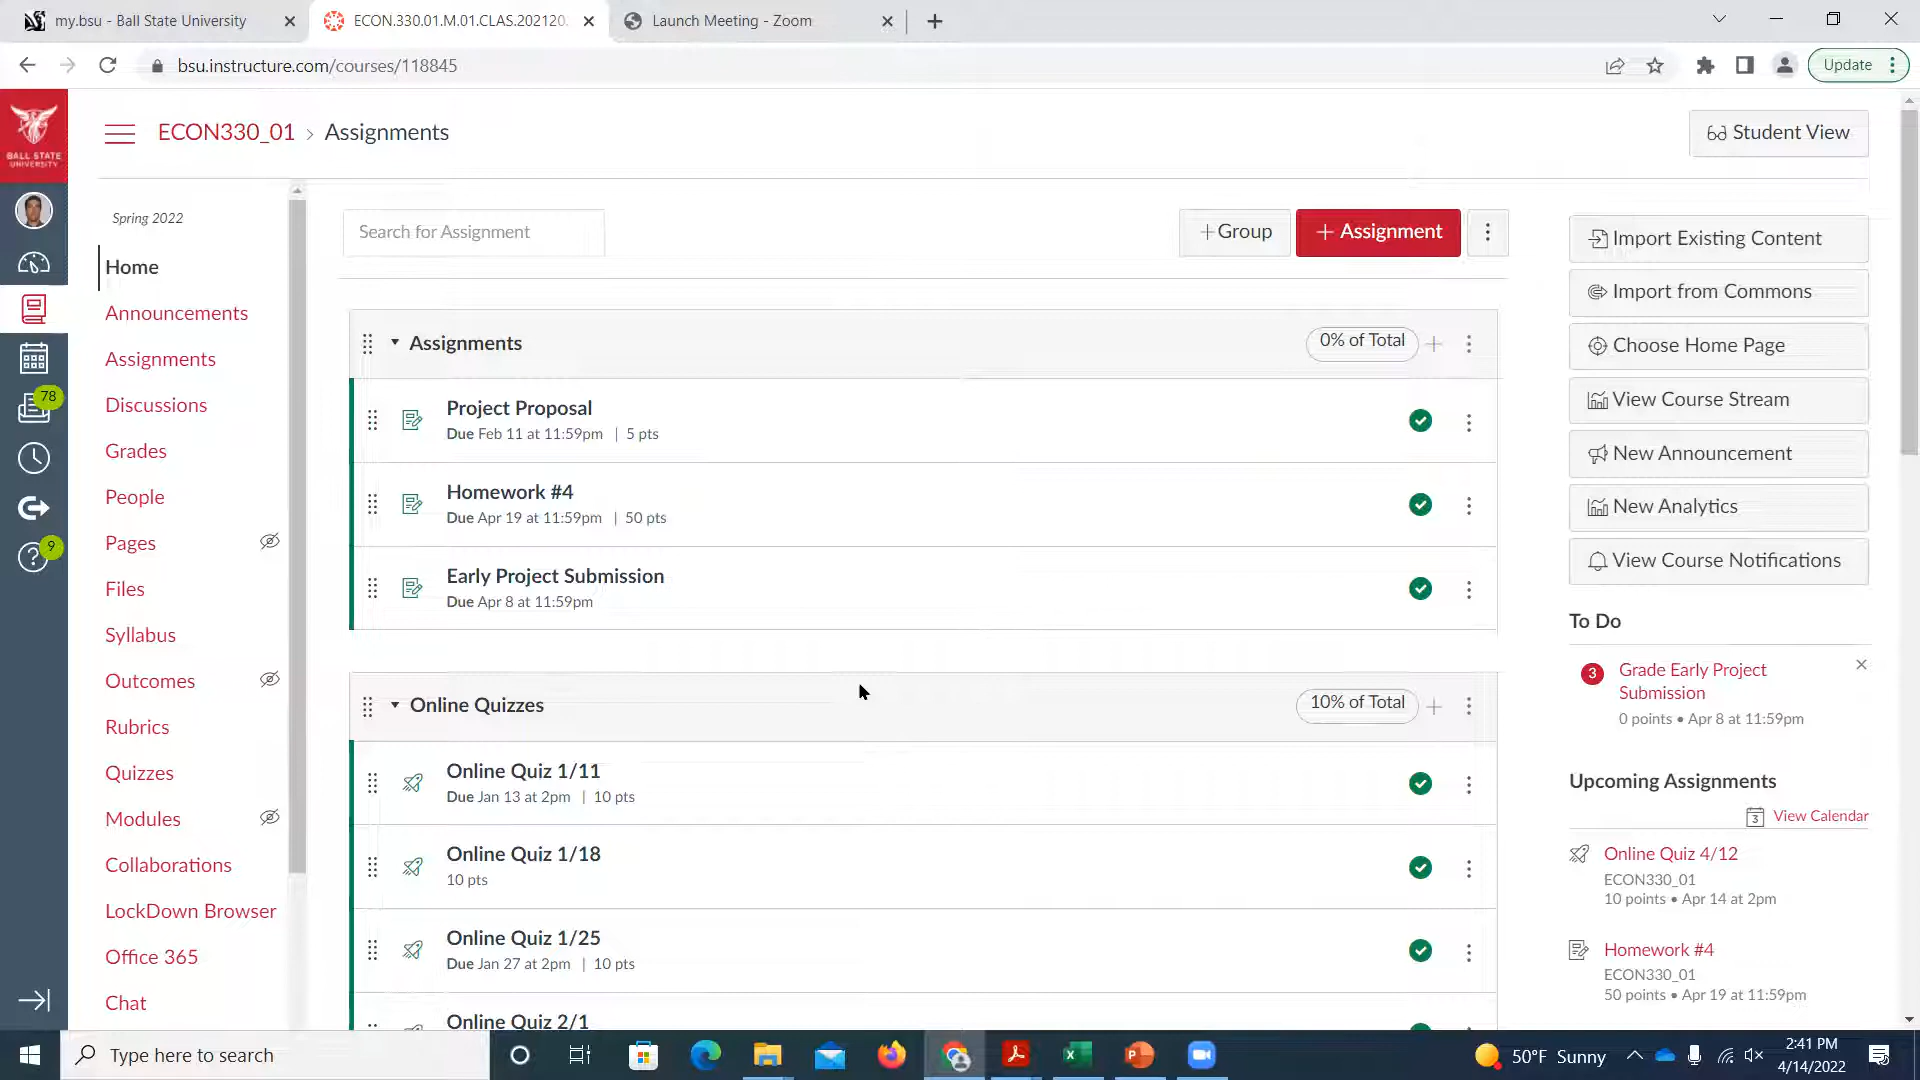 my.bsu - Ball State University
ECON.330.01.M.01.CLAS.202120.
Launch Meeting - Zoom
bsu.instructure.com/courses/118845
Update
BALL STATE
UNIVERSITY
ECON330_01 › Assignments
Student View
Spring 2022
Home
Announcements
Assignments
Discussions
Grades
People
Pages
Files
Syllabus
Outcomes
Rubrics
Quizzes
Modules
Collaborations
LockDown Browser
Office 365
Chat
78
9
Search for Assignment
+Group
+ Assignment
Assignments
0% of Total
Project Proposal
Due Feb 11 at 11:59pm | 5 pts
Homework #4
Due Apr 19 at 11:59pm | 50 pts
Early Project Submission
Due Apr 8 at 11:59pm
Online Quizzes
10% of Total
Online Quiz 1/11
Due Jan 13 at 2pm | 10 pts
Online Quiz 1/18
10 pts
Online Quiz 1/25
Due Jan 27 at 2pm | 10 pts
Online Quiz 2/1
Import Existing Content
Import from Commons
Choose Home Page
View Course Stream
New Announcement
New Analytics
View Course Notifications
To Do
3
Grade Early Project
Submission
0 points • Apr 8 at 11:59pm
Upcoming Assignments
3 View Calendar
Online Quiz 4/12
ECON330_01
10 points • Apr 14 at 2pm
Homework #4
ECON330_01
50 points • Apr 19 at 11:59pm
Type here to search
50°F Sunny
2:41 PM
4/14/2022